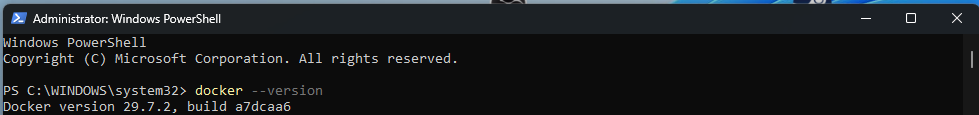 Administrator: Windows PowerShell
Windows PowerShell
Copyright (C) Microsoft Corporation. All rights reserved.
PS C:\WINDOWS\system32> docker --version
Docker version 29.7.2, build a7dcaa6